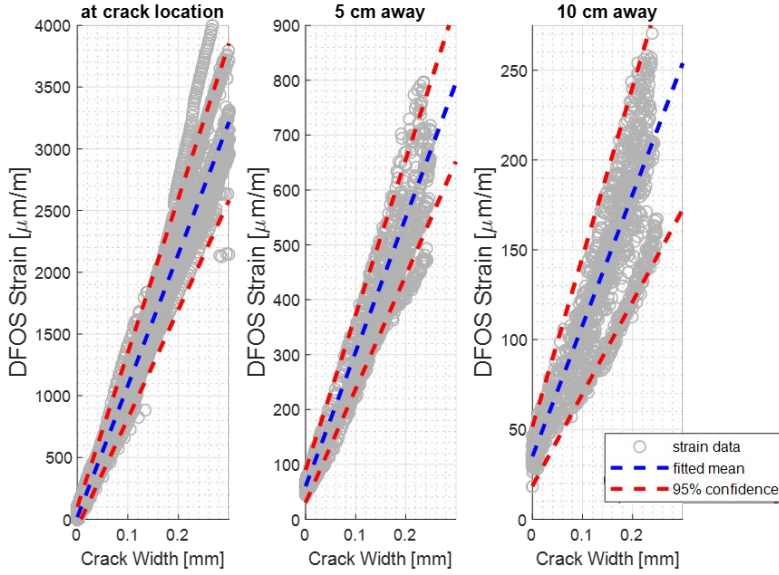 at crack location
5 cm away
10 cm away
4000
3500
3000
2500
2000
1500
1000
500
0
DFOS Strain [μm/m]
0
0.1
0.2
Crack Width [mm]
900
800
700
600
500
400
300
200
100
0
DFOS Strain [μm/m]
0
0.1
0.2
Crack Width [mm]
250
200
150
100
50
0
DFOS Strain [μm/m]
0
0.1
0.2
Crack Width [mm]
strain data
fitted mean
95% confidence